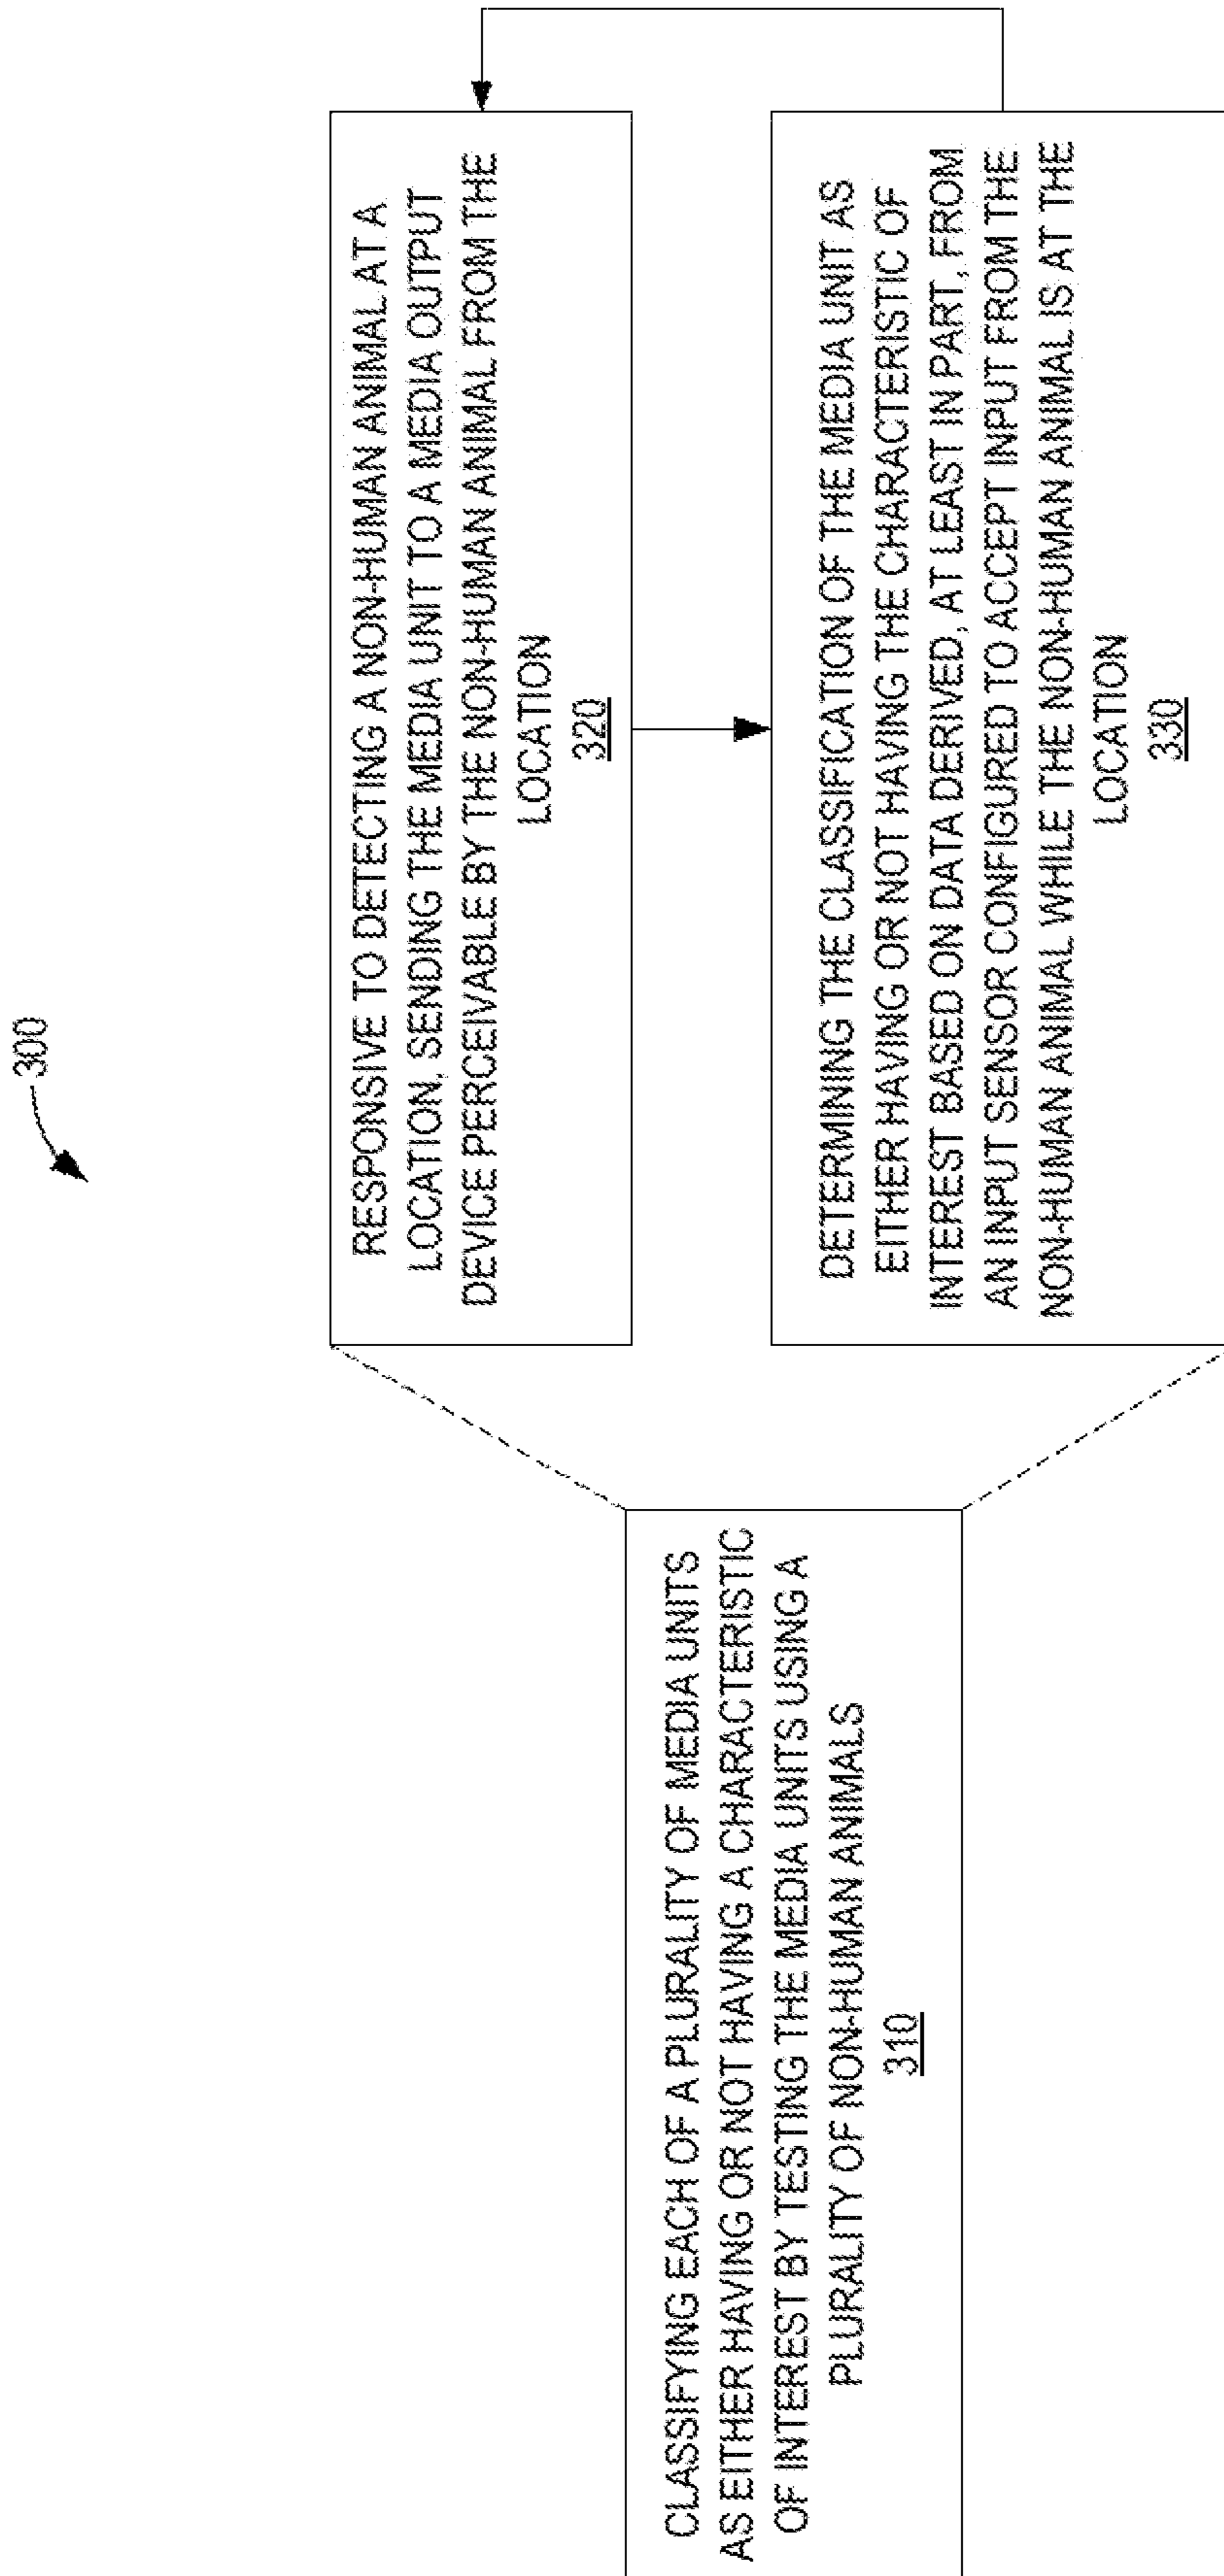 300
CLASSIFYING EACH OF A PLURALITY OF MEDIA UNITS
AS EITHER HAVING OR NOT HAVING A CHARACTERISTIC
OF INTEREST BY TESTING THE MEDIA UNITS USING A
PLURALITY OF NON-HUMAN ANIMALS
310
RESPONSIVE TO DETECTING A NON-HUMAN ANIMAL AT A
LOCATION, SENDING THE MEDIA UNIT TO A MEDIA OUTPUT
DEVICE PERCEIVABLE BY THE NON-HUMAN ANIMAL FROM THE
LOCATION
320
DETERMINING THE CLASSIFICATION OF THE MEDIA UNIT AS
EITHER HAVING OR NOT HAVING THE CHARACTERISTIC OF
INTEREST BASED ON DATA DERIVED, AT LEAST IN PART, FROM
AN INPUT SENSOR CONFIGURED TO ACCEPT INPUT FROM THE
NON-HUMAN ANIMAL WHILE THE NON-HUMAN ANIMAL IS AT THE
LOCATION
330